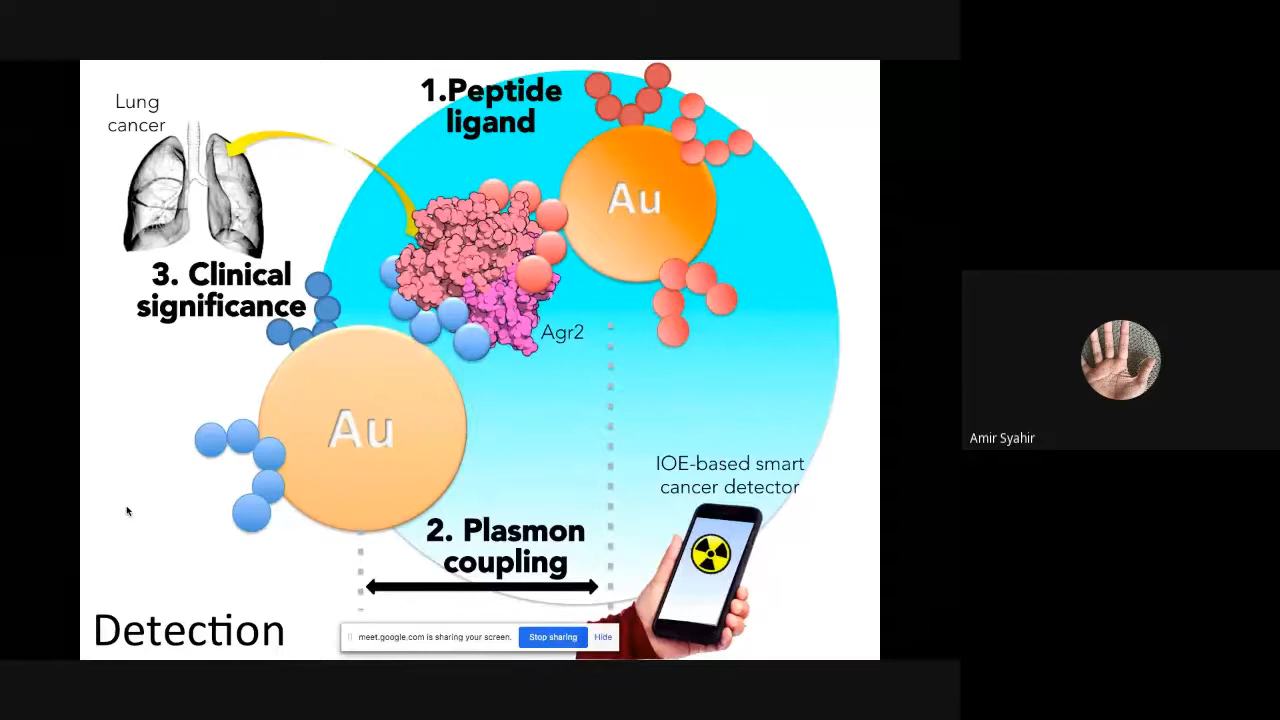 Lung
cancer
1.Peptide
ligand
Au
3. Clinical
significance
Agr2
Au
Amir Syahir
IOE-based smart
cancer detector
2. Plasmon
coupling
Detection
meet.google.com is sharing your screen.
Stop sharing
Hide